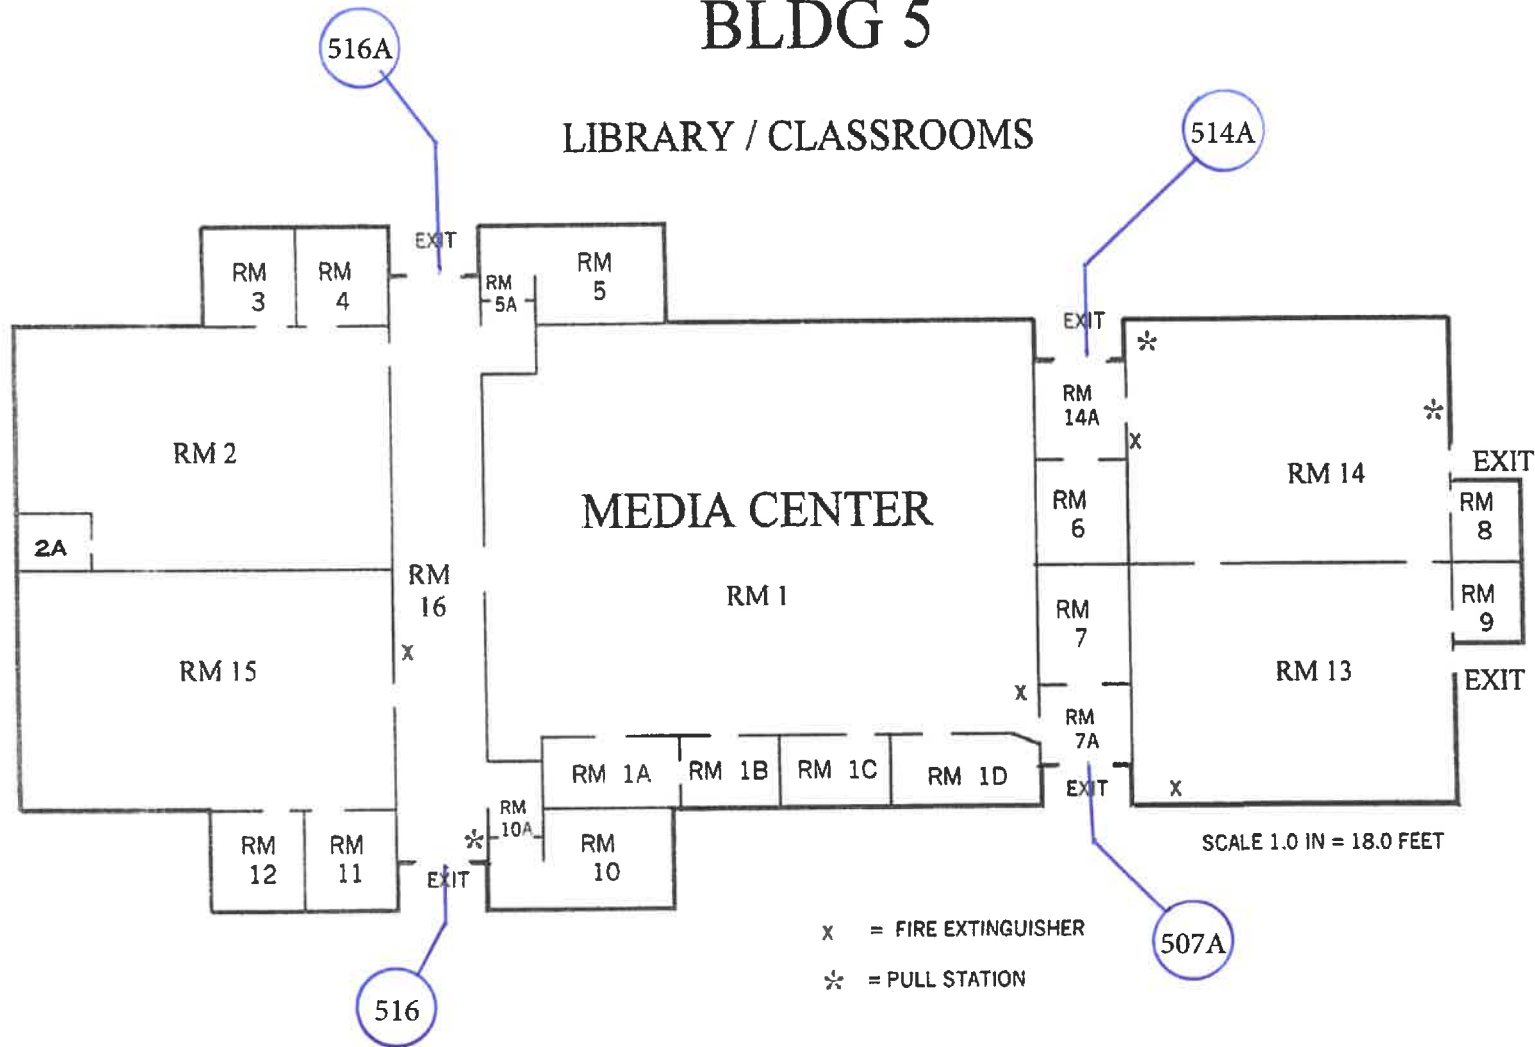 BLDG 5
516A
LIBRARY / CLASSROOMS
514A
EXIT
RM
3
RM
4
RM
5A
RM
5
EXIT
RM
14A
RM 2
RM 14
EXIT
MEDIA CENTER
RM
6
RM
8
2A
RM
16
RM 1
RM
7
RM
9
x
RM 15
RM 13
EXIT
x
x
RM
7A
RM 1A
RM 1B
RM 1C
RM 1D
EXIT
x
RM
10A
RM
12
RM
11
*
RM
10
EXIT
*
*
x
SCALE 1.0 IN = 18.0 FEET
x = FIRE EXTINGUISHER
* = PULL STATION
507A
516